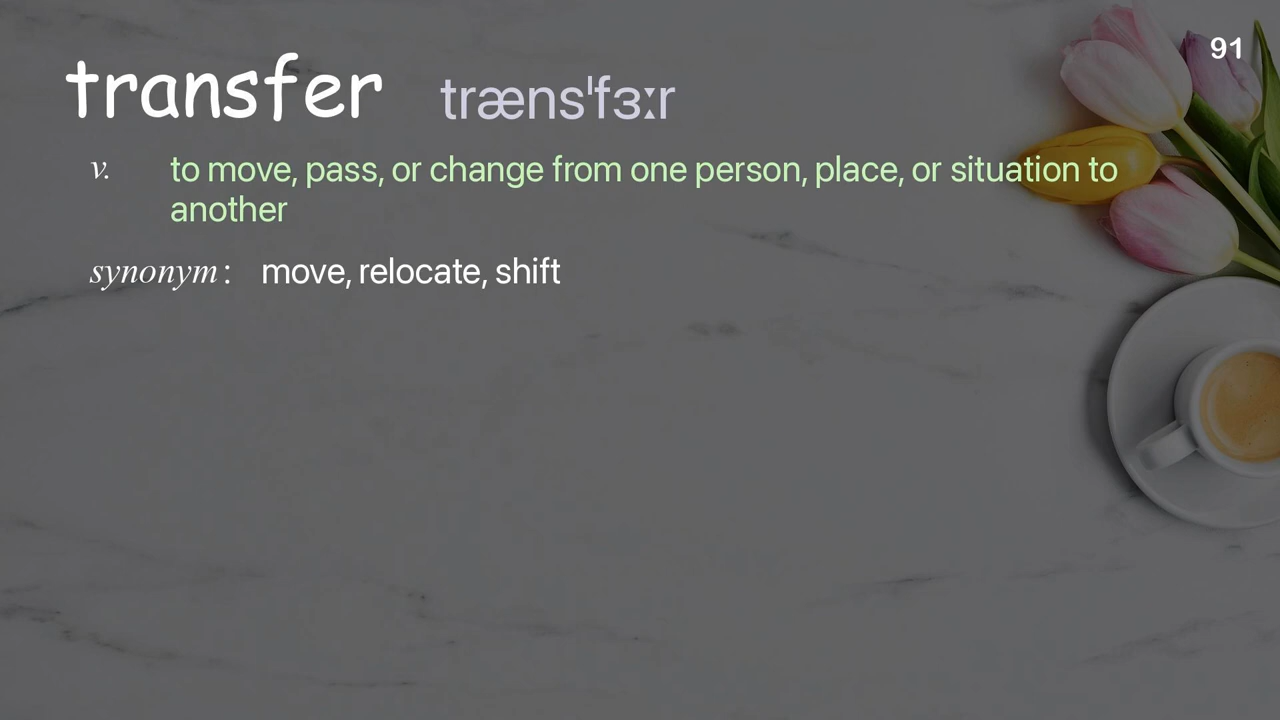 91
transfer trænsˈfɜːr
v. to move, pass, or change from one person, place, or situation to
another
synonym: move, relocate, shift